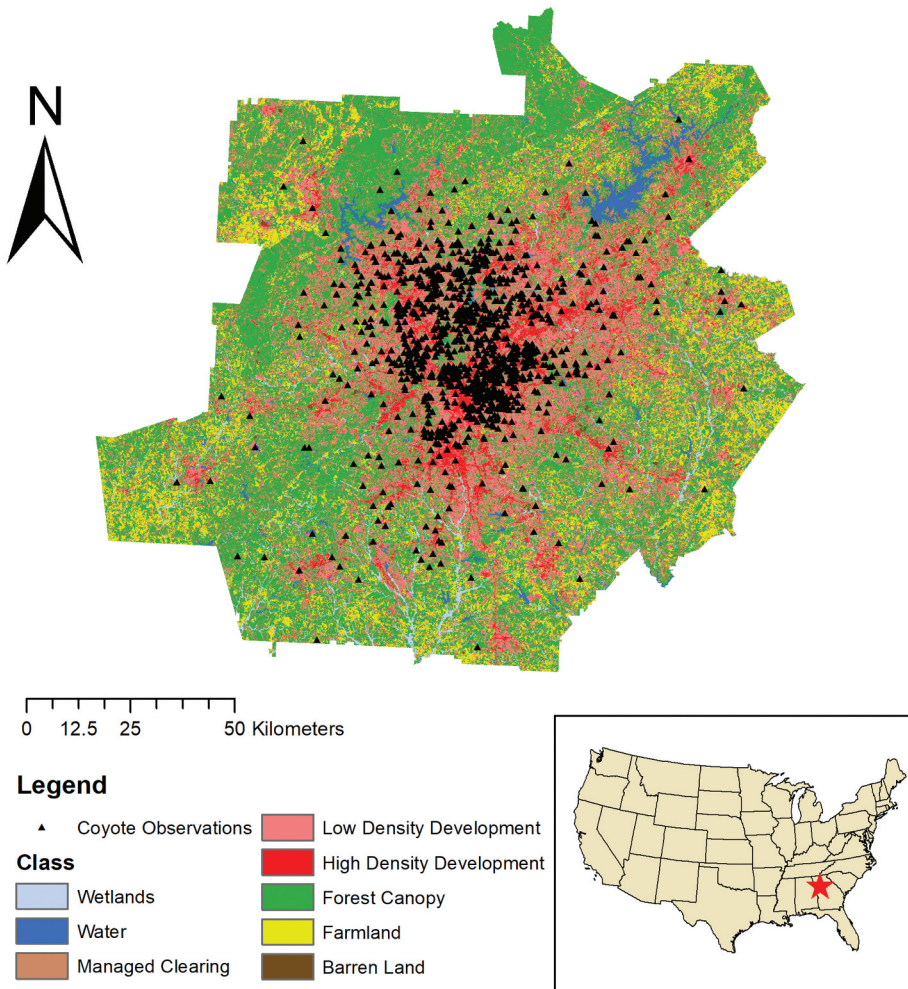 N
0 12.5 25 50 Kilometers
Legend
Coyote Observations
Class
Wetlands
Water
Managed Clearing
Low Density Development
High Density Development
Forest Canopy
Farmland
Barren Land